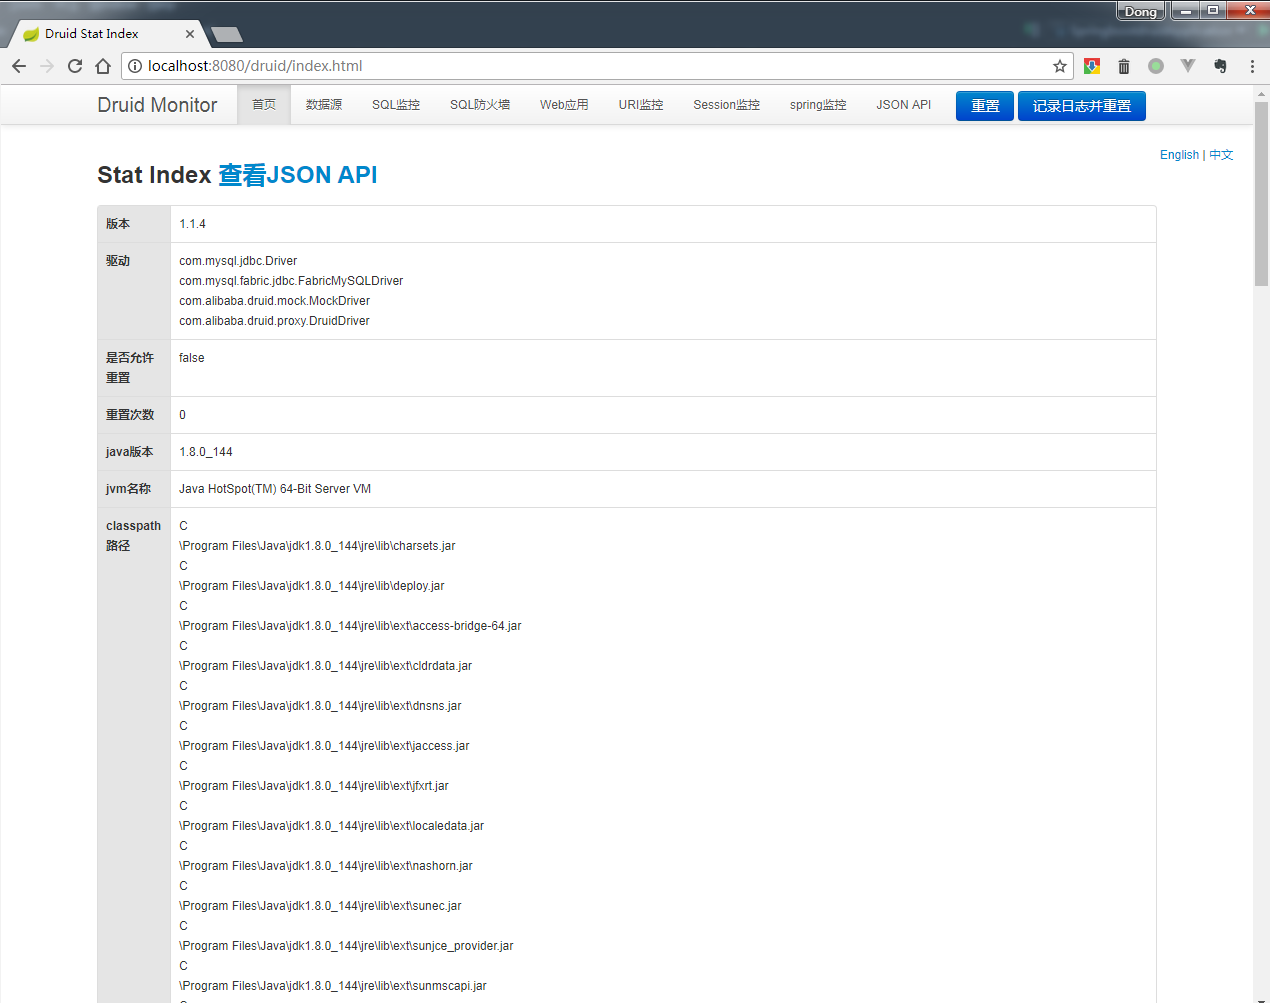 Dong
Druid Stat Index
localhost:8080/druid/index.html
Druid Monitor 首页 数据源 SQL监控 SQL防火墙 Web应用 URI监控 Session监控 spring监控 JSON API 重置 记录日志并重置
English | 中文
Stat Index 查看JSON API
版本 1.1.4
驱动 com.mysql.jdbc.Driver
com.mysql.fabric.jdbc.FabricMySQLDriver
com.alibaba.druid.mock.MockDriver
com.alibaba.druid.proxy.DruidDriver
是否允许 false
重置
重置次数 0
java版本 1.8.0_144
jvm名称 Java HotSpot(TM) 64-Bit Server VM
classpath C
路径 \Program Files\Java\jdk1.8.0_144\jre\lib\charsets.jar
C
\Program Files\Java\jdk1.8.0_144\jre\lib\deploy.jar
C
\Program Files\Java\jdk1.8.0_144\jre\lib\ext\access-bridge-64.jar
C
\Program Files\Java\jdk1.8.0_144\jre\lib\ext\cldrdata.jar
C
\Program Files\Java\jdk1.8.0_144\jre\lib\ext\dnsns.jar
C
\Program Files\Java\jdk1.8.0_144\jre\lib\ext\jaccess.jar
C
\Program Files\Java\jdk1.8.0_144\jre\lib\ext\jfxrt.jar
C
\Program Files\Java\jdk1.8.0_144\jre\lib\ext\localedata.jar
C
\Program Files\Java\jdk1.8.0_144\jre\lib\ext\nashorn.jar
C
\Program Files\Java\jdk1.8.0_144\jre\lib\ext\sunec.jar
C
\Program Files\Java\jdk1.8.0_144\jre\lib\ext\sunjce_provider.jar
C
\Program Files\Java\jdk1.8.0_144\jre\lib\ext\sunmscapi.jar